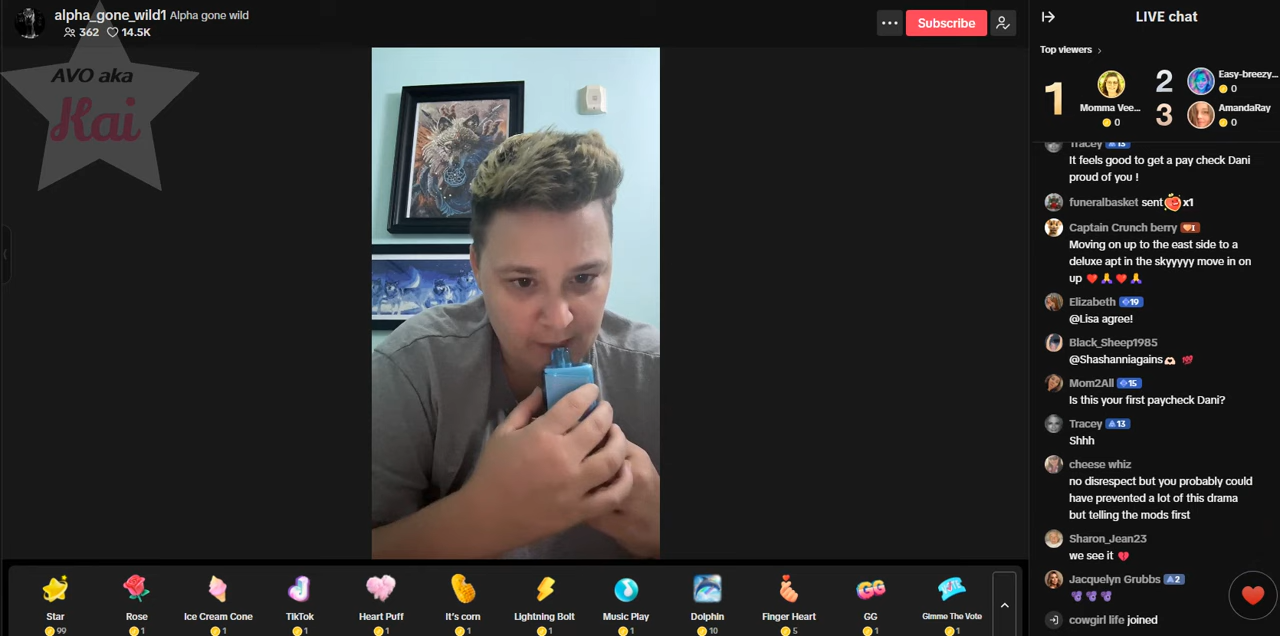 alpha_gone_wild1 Alpha gone wild
362 14.5K
AVO aka
Kai
Subscribe
LIVE chat
Top viewers
1 Momma Vee...
0
2 Easy-breezy...
0
3 AmandaRay
0
Tracey 13
It feels good to get a pay check Dani
proud of you !
funeralbasket sent x1
Captain Crunch berry I
Moving on up to the east side to a
deluxe apt in the skyyyyy move in on
up
Elizabeth 19
@Lisa agree!
Black_Sheep1985
@Shashanniagains
Mom2All 15
Is this your first paycheck Dani?
Tracey 13
Shhh
cheese whiz
no disrespect but you probably could
have prevented a lot of this drama
but telling the mods first
Sharon_Jean23
we see it
Jacquelyn Grubbs 2
cowgirl life joined
GG
Star Rose Ice Cream Cone TikTok Heart Puff It's corn Lightning Bolt Music Play Dolphin Finger Heart GG Gimme The Vote
99 1 1 1 1 1 1 1 10 5 1 1